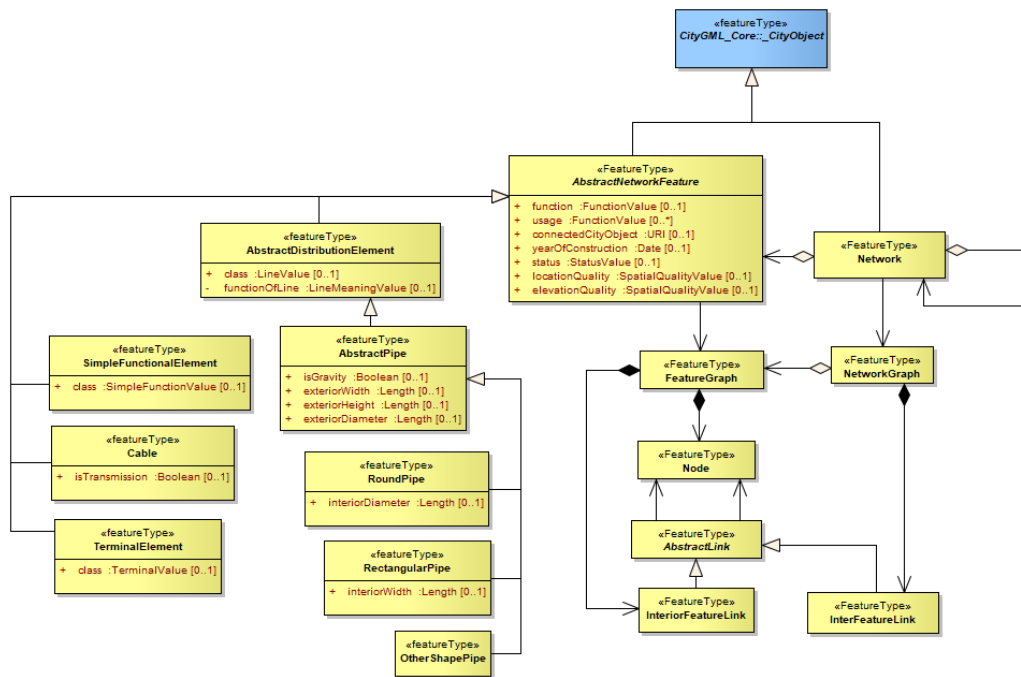 «featureType»
CityGML_Core::_CityObject
«FeatureType»
AbstractNetworkFeature
+ function :FunctionValue [0..1]
+ usage :FunctionValue [0..*]
+ connectedCityObject :URI [0..1]
+ yearOfConstruction :Date [0..1]
+ status :StatusValue [0..1]
+ locationQuality :SpatialQualityValue [0..1]
+ elevationQuality :SpatialQualityValue [0..1]
«FeatureType»
Network
«featureType»
AbstractDistributionElement
+ class :LineValue [0..1]
- functionOfLine :LineMeaningValue [0..1]
«featureType»
SimpleFunctionalElement
+ class :SimpleFunctionValue [0..1]
«featureType»
AbstractPipe
+ isGravity :Boolean [0..1]
+ exteriorWidth :Length [0..1]
+ exteriorHeight :Length [0..1]
+ exteriorDiameter :Length [0..1]
«FeatureType»
FeatureGraph
«FeatureType»
NetworkGraph
«featureType»
Cable
+ isTransmission :Boolean [0..1]
«featureType»
RoundPipe
+ interiorDiameter :Length [0..1]
«FeatureType»
Node
«featureType»
TerminalElement
+ class :TerminalValue [0..1]
«featureType»
RectangularPipe
+ interiorWidth :Length [0..1]
«FeatureType»
AbstractLink
«FeatureType»
InteriorFeatureLink
«FeatureType»
InterFeatureLink
«featureType»
OtherShapePipe